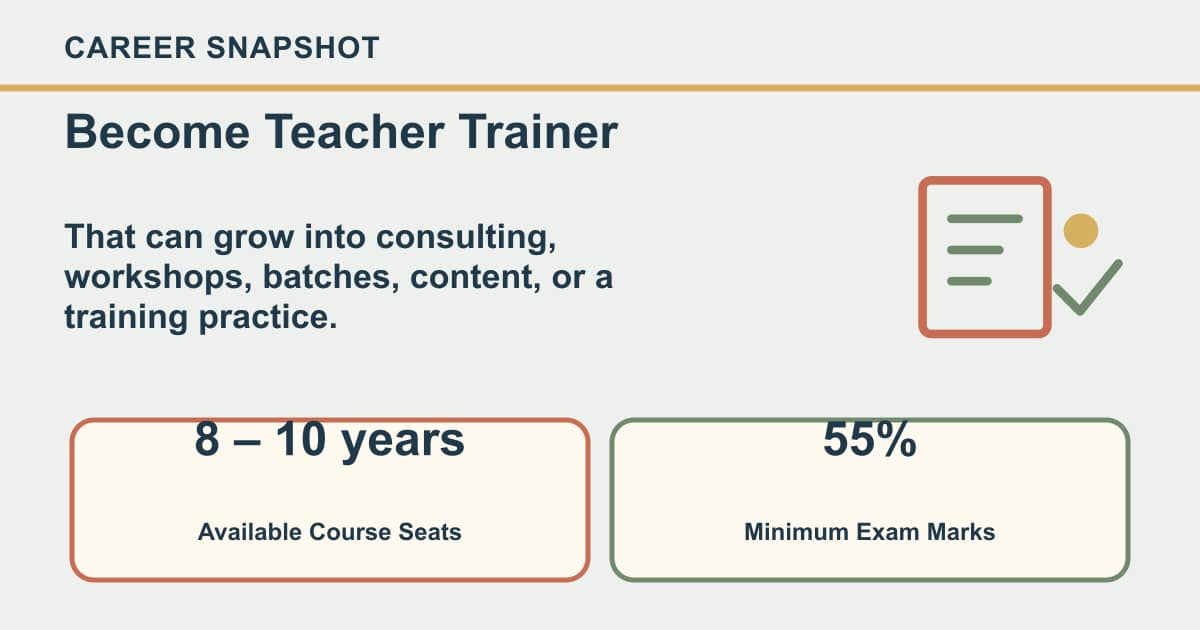 CAREER SNAPSHOT
Become Teacher Trainer
That can grow into consulting,
workshops, batches, content, or a
training practice.
8 – 10 years
Available Course Seats
55%
Minimum Exam Marks